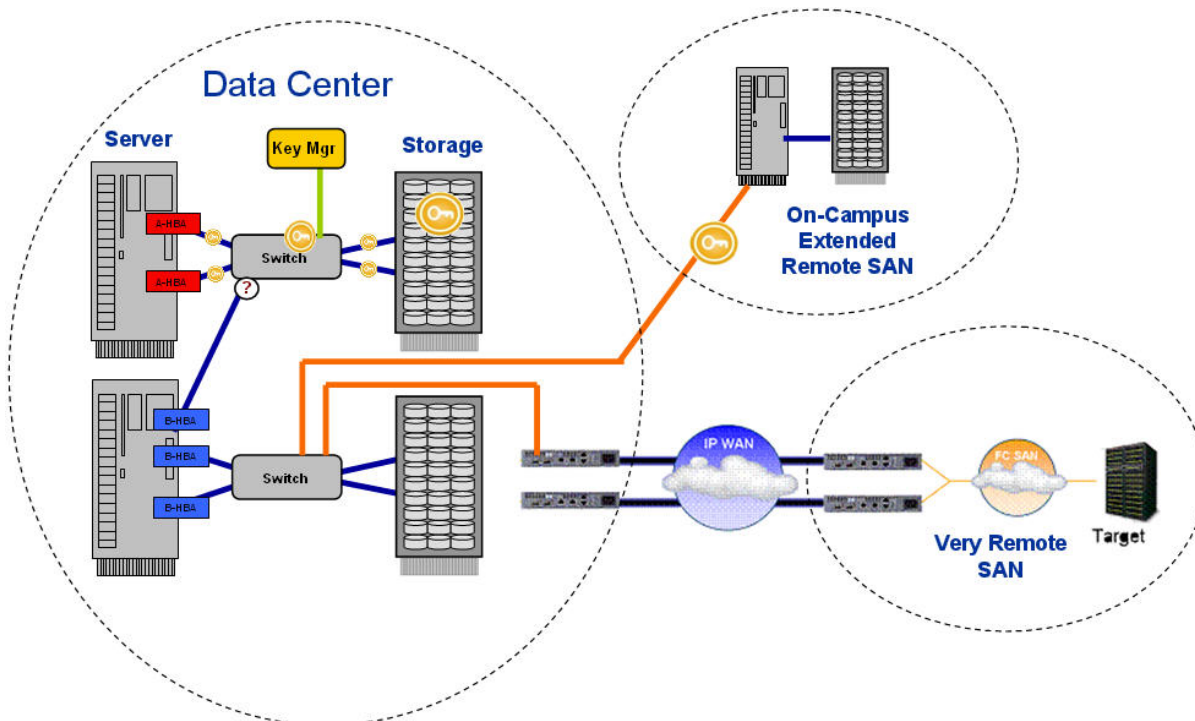 Data Center
Server
Key Mgr
Storage
A-HBA
Switch
A-HBA
?
On-Campus
Extended
Remote SAN
B-HBA
B-HBA
Switch
B-HBA
IP WAN
FC SAN
Target
Very Remote
SAN